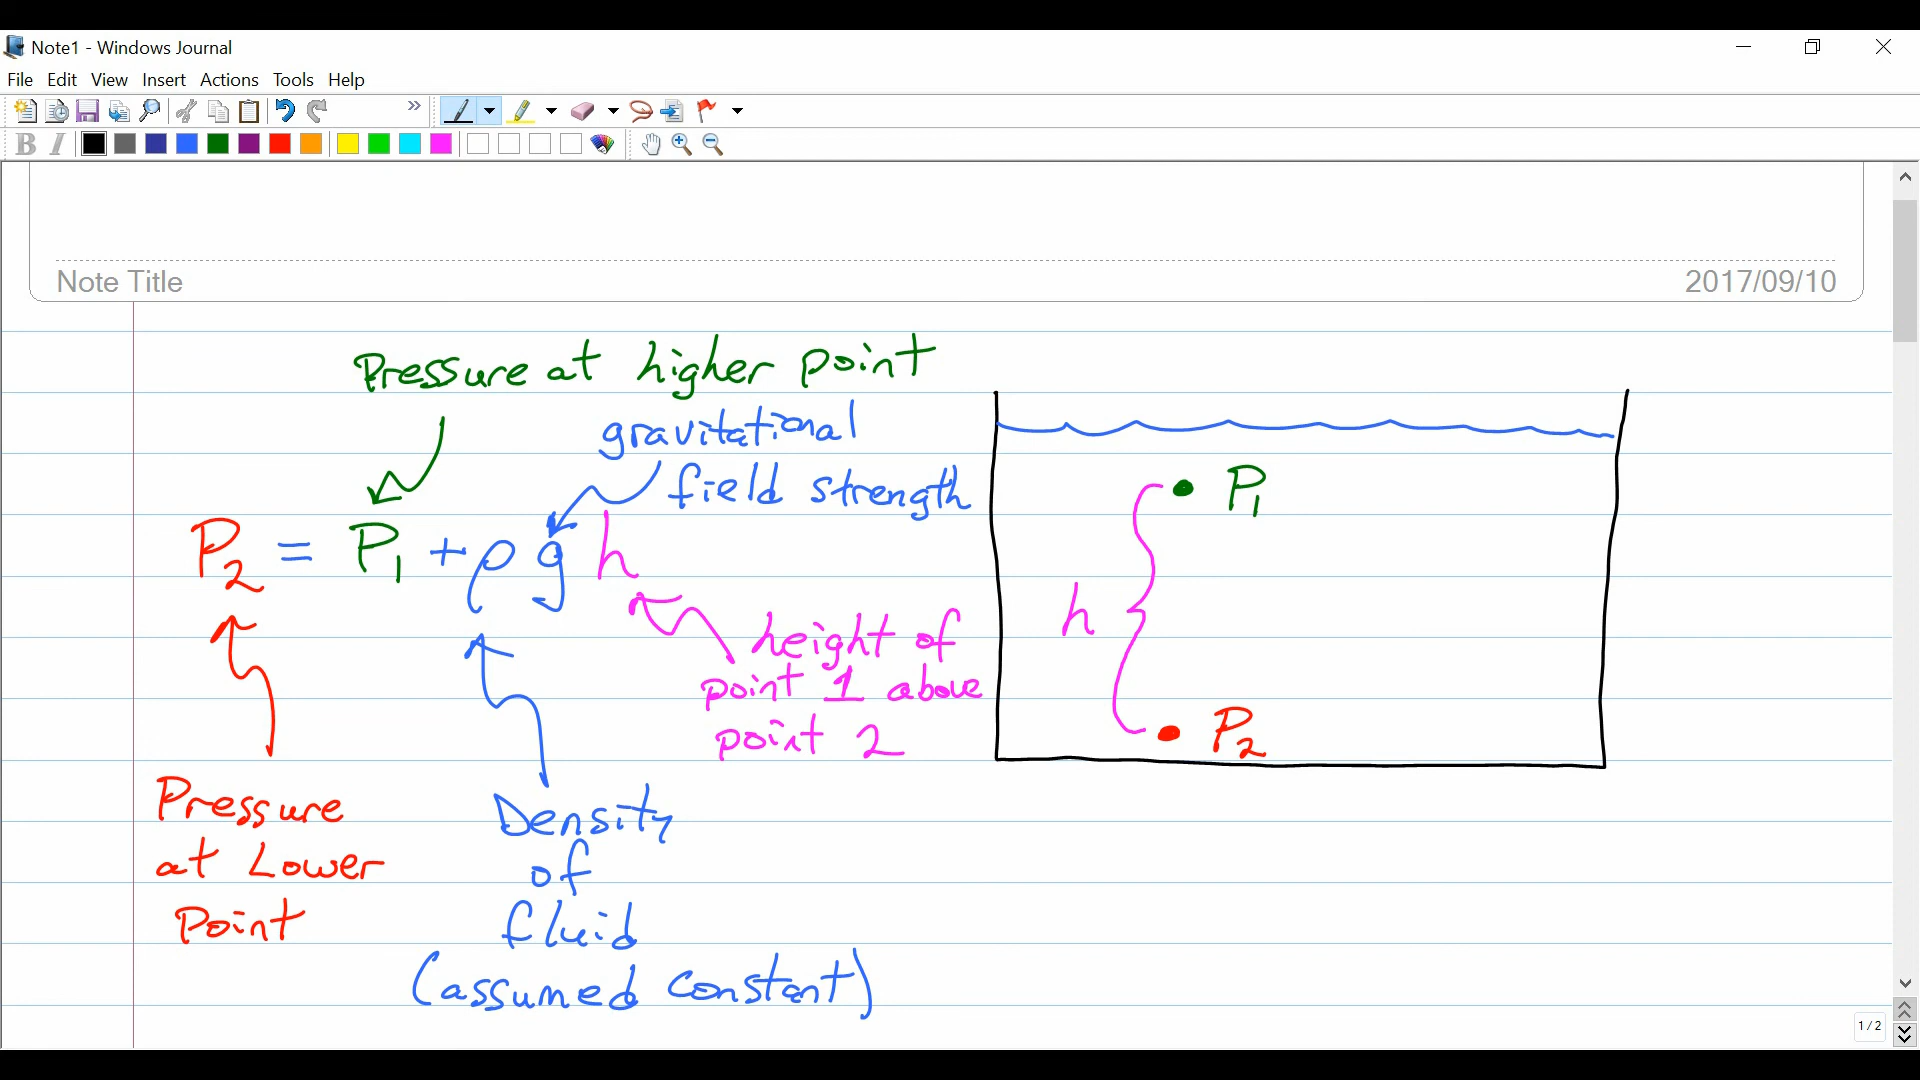 Note1 - Windows Journal
File Edit View Insert Actions Tools Help
B I
Note Title
2017/09/10
Pressure at higher point
gravitational
field strength
P₂ = P₁ + ρ g h
height of
point 1 above
point 2
Pressure
at Lower
Point
Density
of
fluid
(assumed constant)
P₁
h
P₂
1 / 2